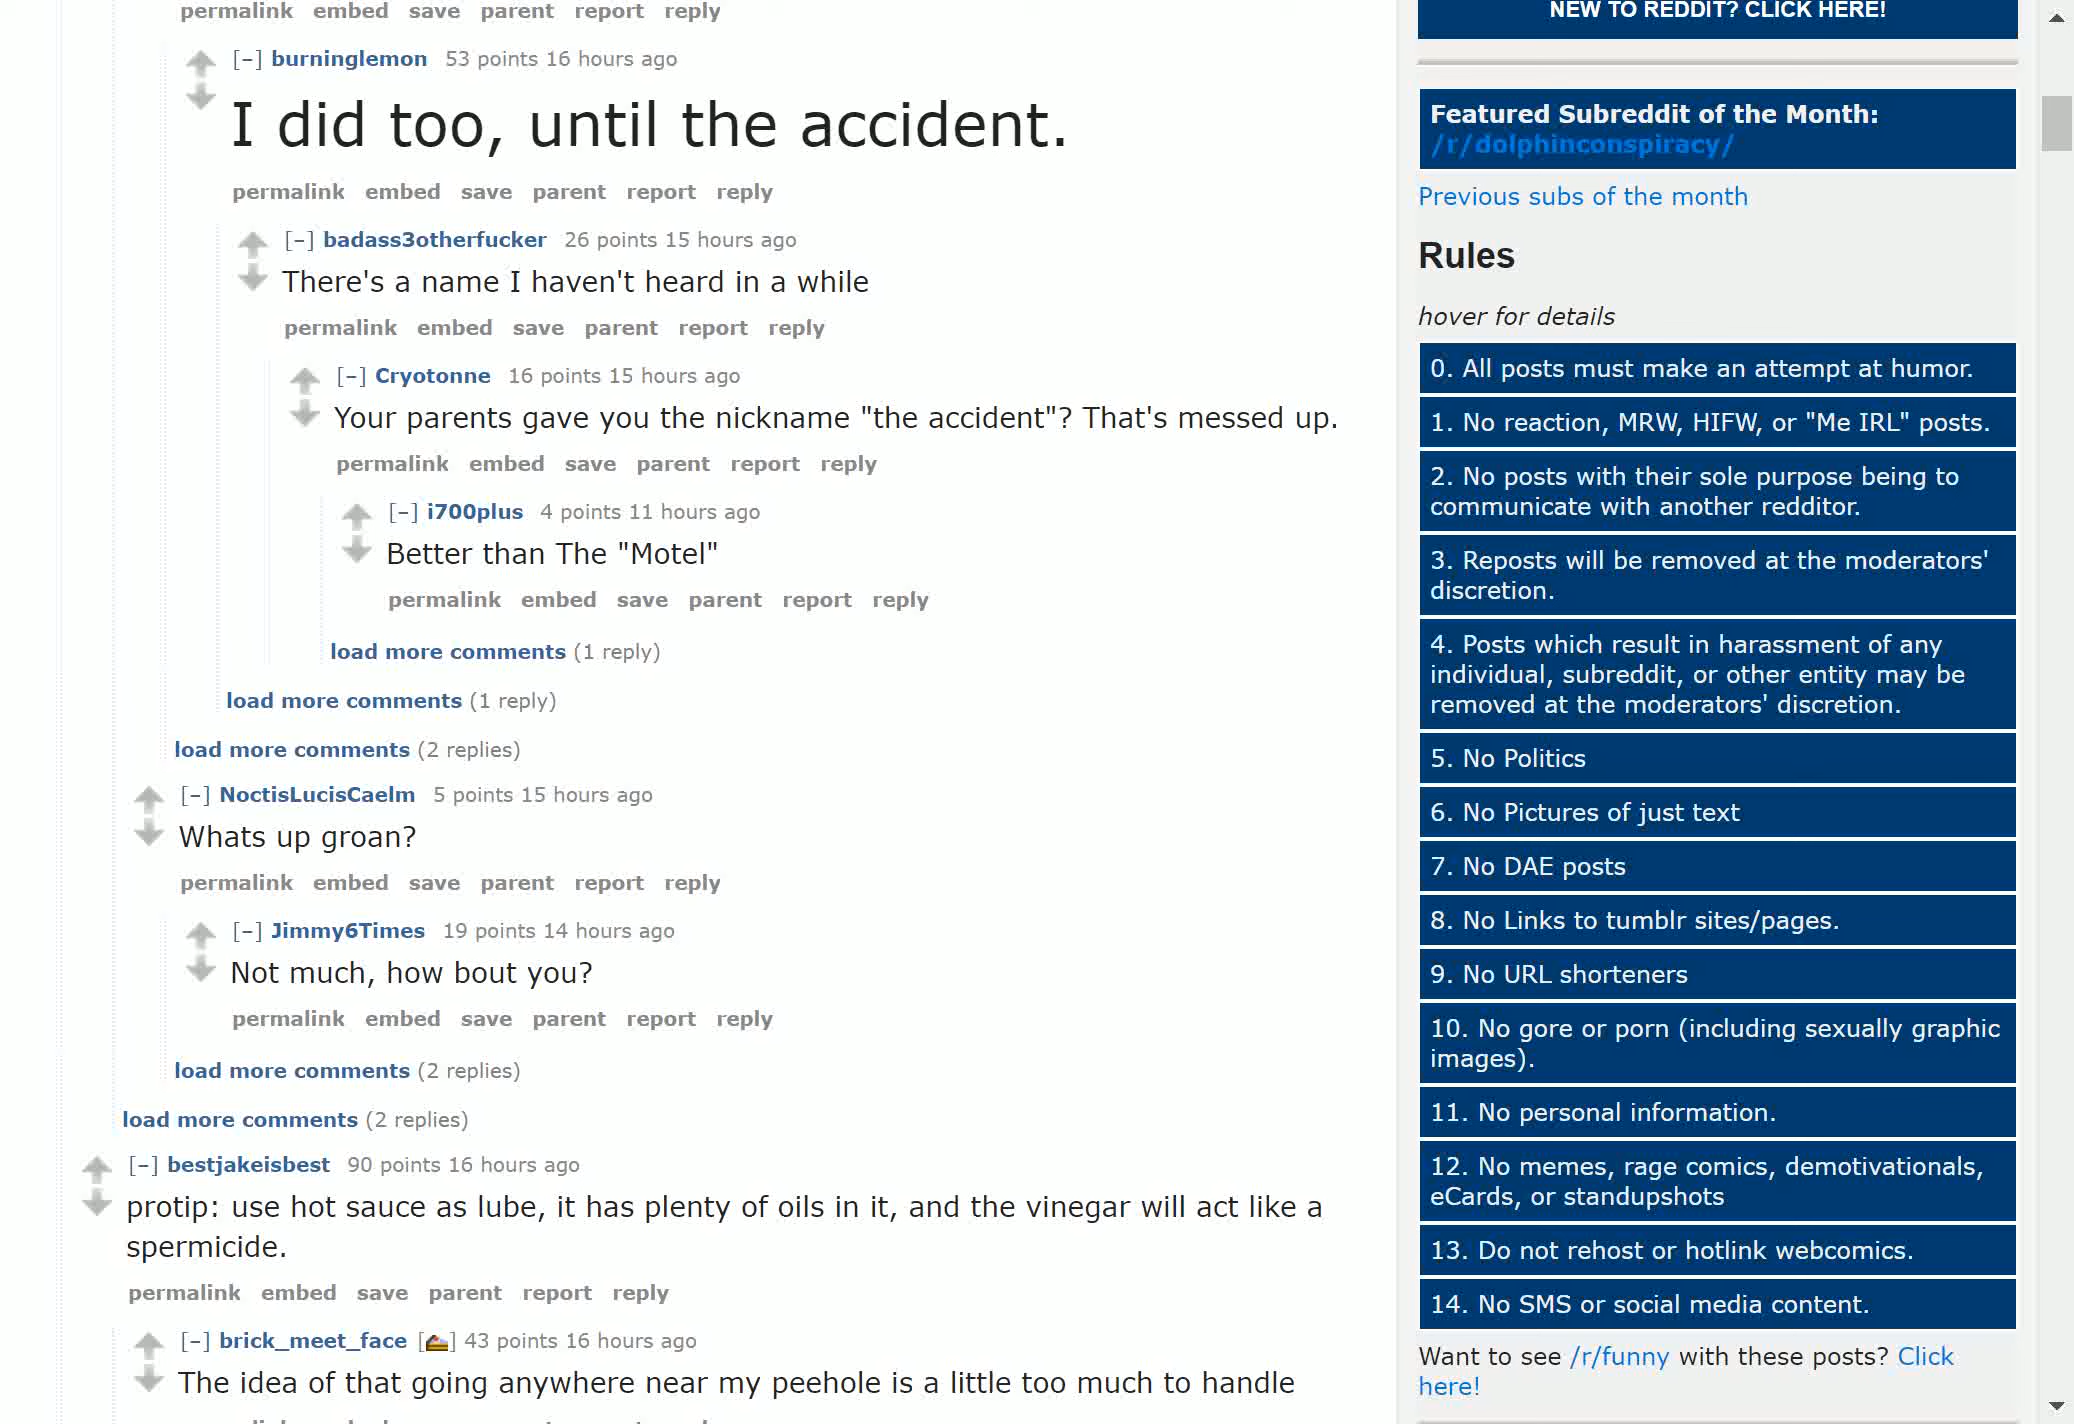 permalink embed save parent report reply
[–] burninglemon 53 points 16 hours ago
I did too, until the accident.
permalink embed save parent report reply
[–] badass3otherfucker 26 points 15 hours ago
There's a name I haven't heard in a while
permalink embed save parent report reply
[–] Cryotonne 16 points 15 hours ago
Your parents gave you the nickname "the accident"? That's messed up.
permalink embed save parent report reply
[–] i700plus 4 points 11 hours ago
Better than The "Motel"
permalink embed save parent report reply
load more comments (1 reply)
load more comments (1 reply)
load more comments (2 replies)
[–] NoctisLucisCaelm 5 points 15 hours ago
Whats up groan?
permalink embed save parent report reply
[–] Jimmy6Times 19 points 14 hours ago
Not much, how bout you?
permalink embed save parent report reply
load more comments (2 replies)
load more comments (2 replies)
[–] bestjakeisbest 90 points 16 hours ago
protip: use hot sauce as lube, it has plenty of oils in it, and the vinegar will act like a
spermicide.
permalink embed save parent report reply
[–] brick_meet_face [🍰] 43 points 16 hours ago
The idea of that going anywhere near my peehole is a little too much to handle
NEW TO REDDIT? CLICK HERE!
Featured Subreddit of the Month:
/r/dolphinconspiracy/
Previous subs of the month
Rules
hover for details
0. All posts must make an attempt at humor.
1. No reaction, MRW, HIFW, or "Me IRL" posts.
2. No posts with their sole purpose being to
communicate with another redditor.
3. Reposts will be removed at the moderators'
discretion.
4. Posts which result in harassment of any
individual, subreddit, or other entity may be
removed at the moderators' discretion.
5. No Politics
6. No Pictures of just text
7. No DAE posts
8. No Links to tumblr sites/pages.
9. No URL shorteners
10. No gore or porn (including sexually graphic
images).
11. No personal information.
12. No memes, rage comics, demotivationals,
eCards, or standupshots
13. Do not rehost or hotlink webcomics.
14. No SMS or social media content.
Want to see /r/funny with these posts? Click
here!